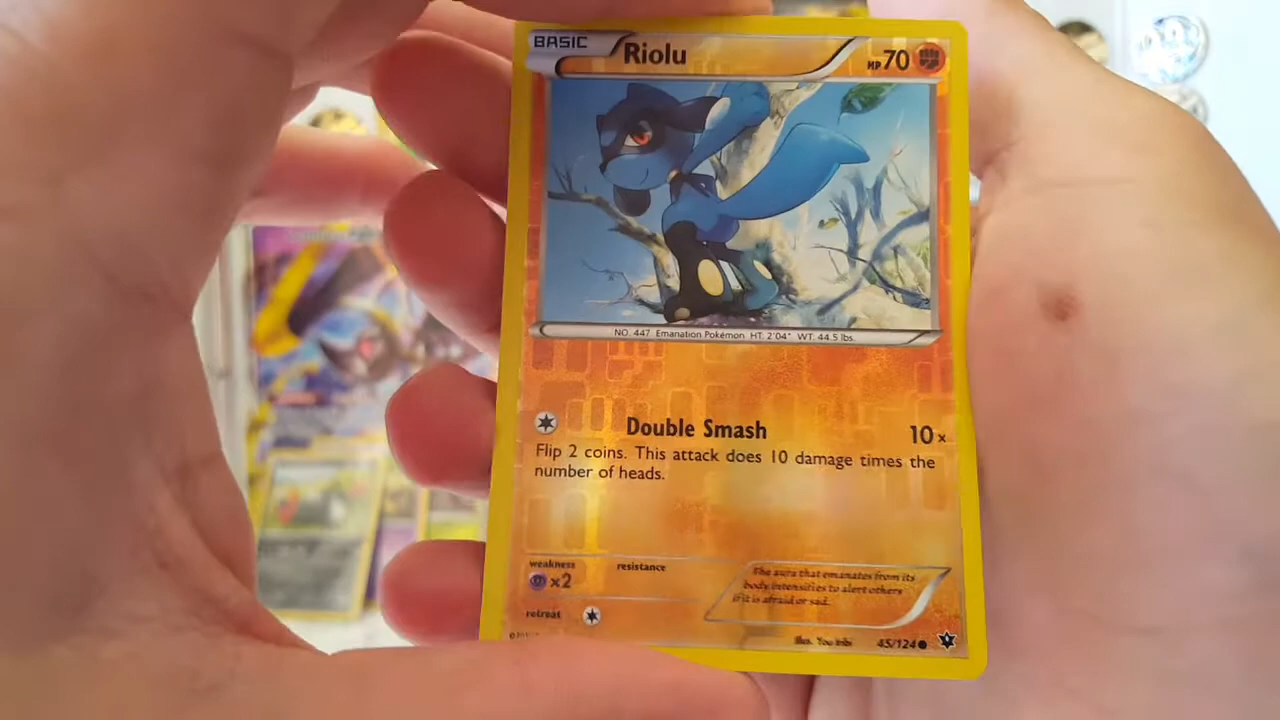 BASIC Riolu HP 70
NO. 447 Emanation Pokémon HT: 2'04" WT: 44.5 lbs.
Double Smash 10×
Flip 2 coins. This attack does 10 damage times the
number of heads.
weakness resistance
×2
retreat
The aura that emanates from its
body intensifies to alert others
if it is afraid or sad.
Illus. You Iribi 45/124